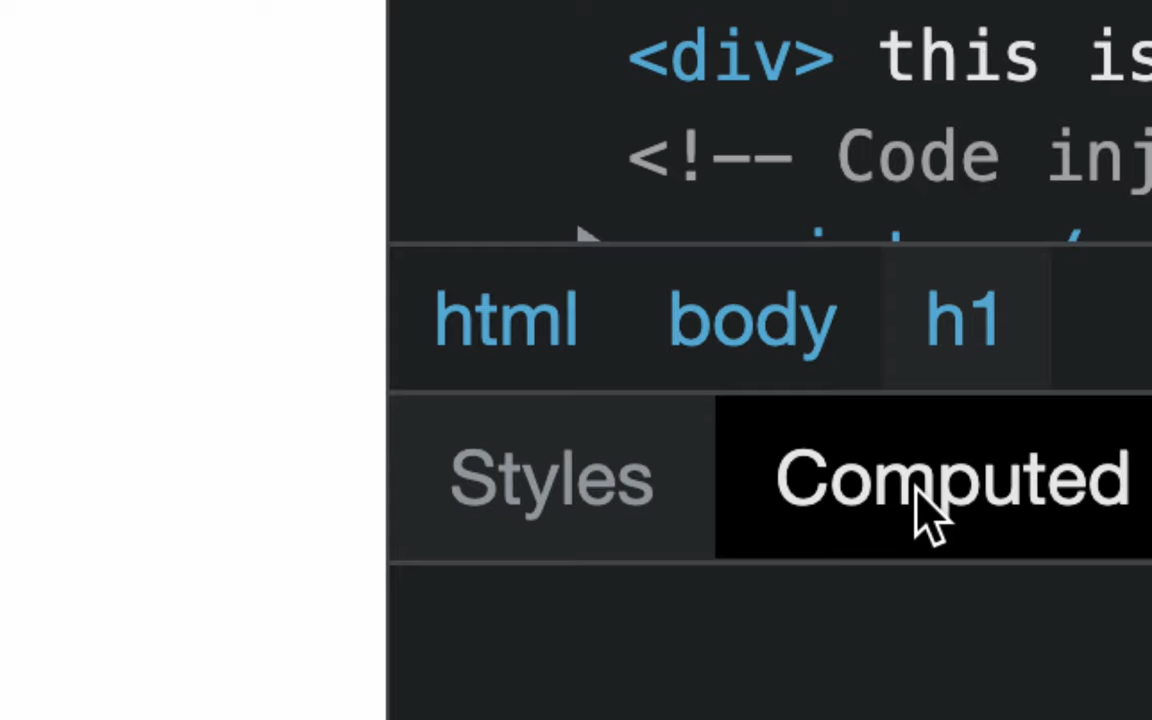 <div> this is
<!-- Code inj
html body h1
Styles Computed